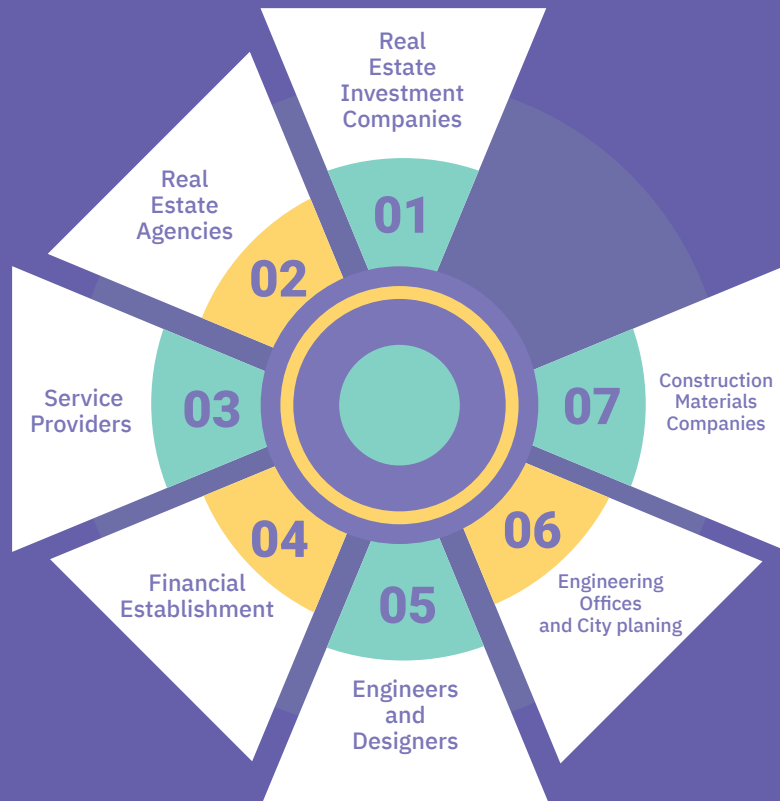 Real
Estate
Investment
Companies
01
Real
Estate
Agencies
02
Service
Providers
03
Financial
Establishment
04
Engineers
and
Designers
05
Engineering
Offices
and City planing
06
Construction
Materials
Companies
07